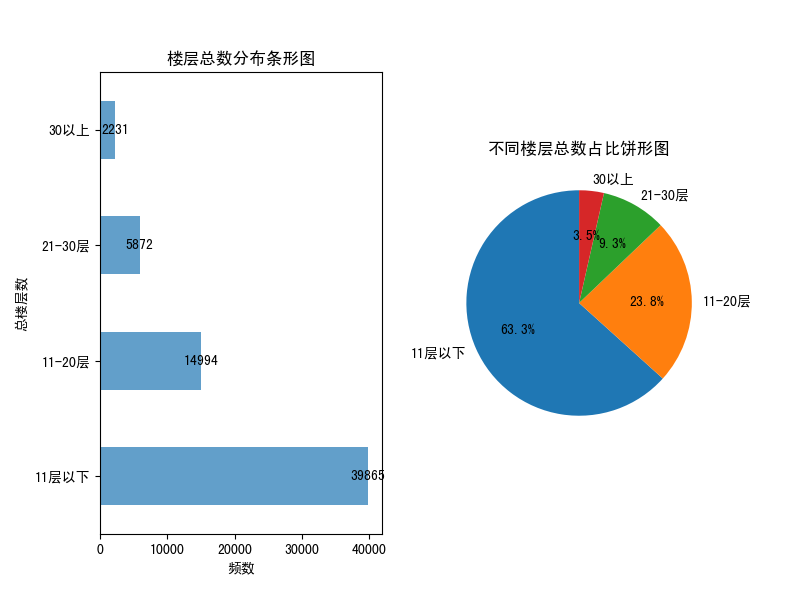 楼层总数分布条形图
总楼层数
30以上
2231
21-30层
5872
11-20层
14994
11层以下
39865
0 10000 20000 30000 40000
频数
不同楼层总数占比饼形图
30以上
21-30层
3.5%
9.3%
11-20层
23.8%
63.3%
11层以下